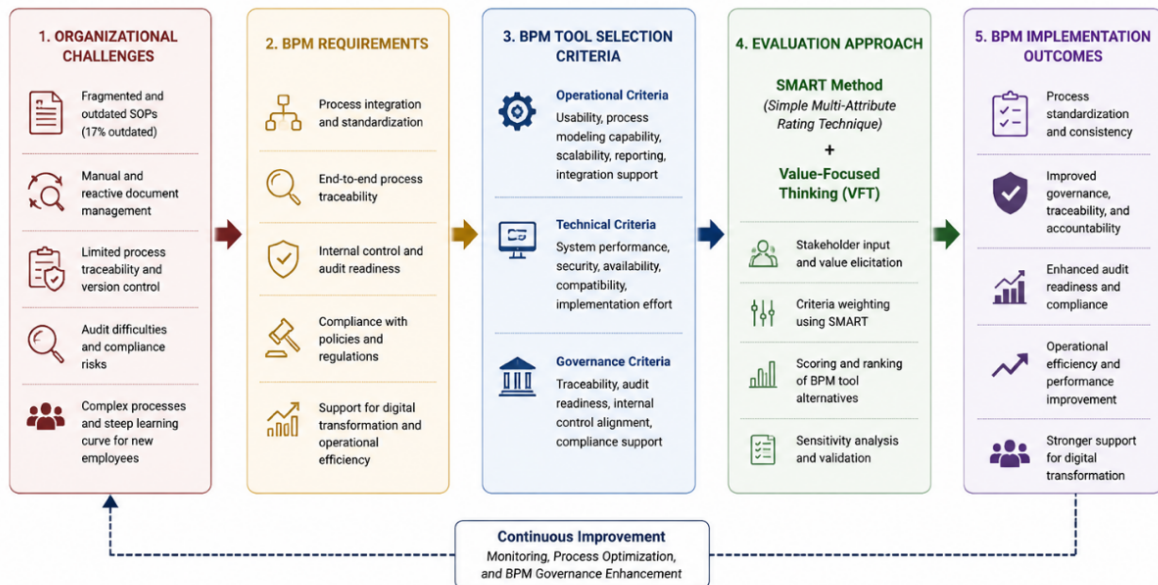 1. ORGANIZATIONAL
CHALLENGES
Fragmented and
outdated SOPs
(17% outdated)
Manual and
reactive document
management
Limited process
traceability and
version control
Audit difficulties
and compliance
risks
Complex processes
and steep learning
curve for new
employees
2. BPM REQUIREMENTS
Process integration
and standardization
End-to-end process
traceability
Internal control and
audit readiness
Compliance with
policies and
regulations
Support for digital
transformation and
operational
efficiency
3. BPM TOOL SELECTION
CRITERIA
Operational Criteria
Usability, process
modeling capability,
scalability, reporting,
integration support
Technical Criteria
System performance,
security, availability,
compatibility,
implementation effort
Governance Criteria
Traceability, audit
readiness, internal
control alignment,
compliance support
4. EVALUATION APPROACH
SMART Method
(Simple Multi-Attribute
Rating Technique)
+
Value-Focused
Thinking (VFT)
Stakeholder input
and value elicitation
Criteria weighting
using SMART
Scoring and ranking
of BPM tool
alternatives
Sensitivity analysis
and validation
5. BPM IMPLEMENTATION
OUTCOMES
Process
standardization
and consistency
Improved
governance,
traceability, and
accountability
Enhanced audit
readiness and
compliance
Operational
efficiency and
performance
improvement
Stronger support
for digital
transformation
Continuous Improvement
Monitoring, Process Optimization,
and BPM Governance Enhancement